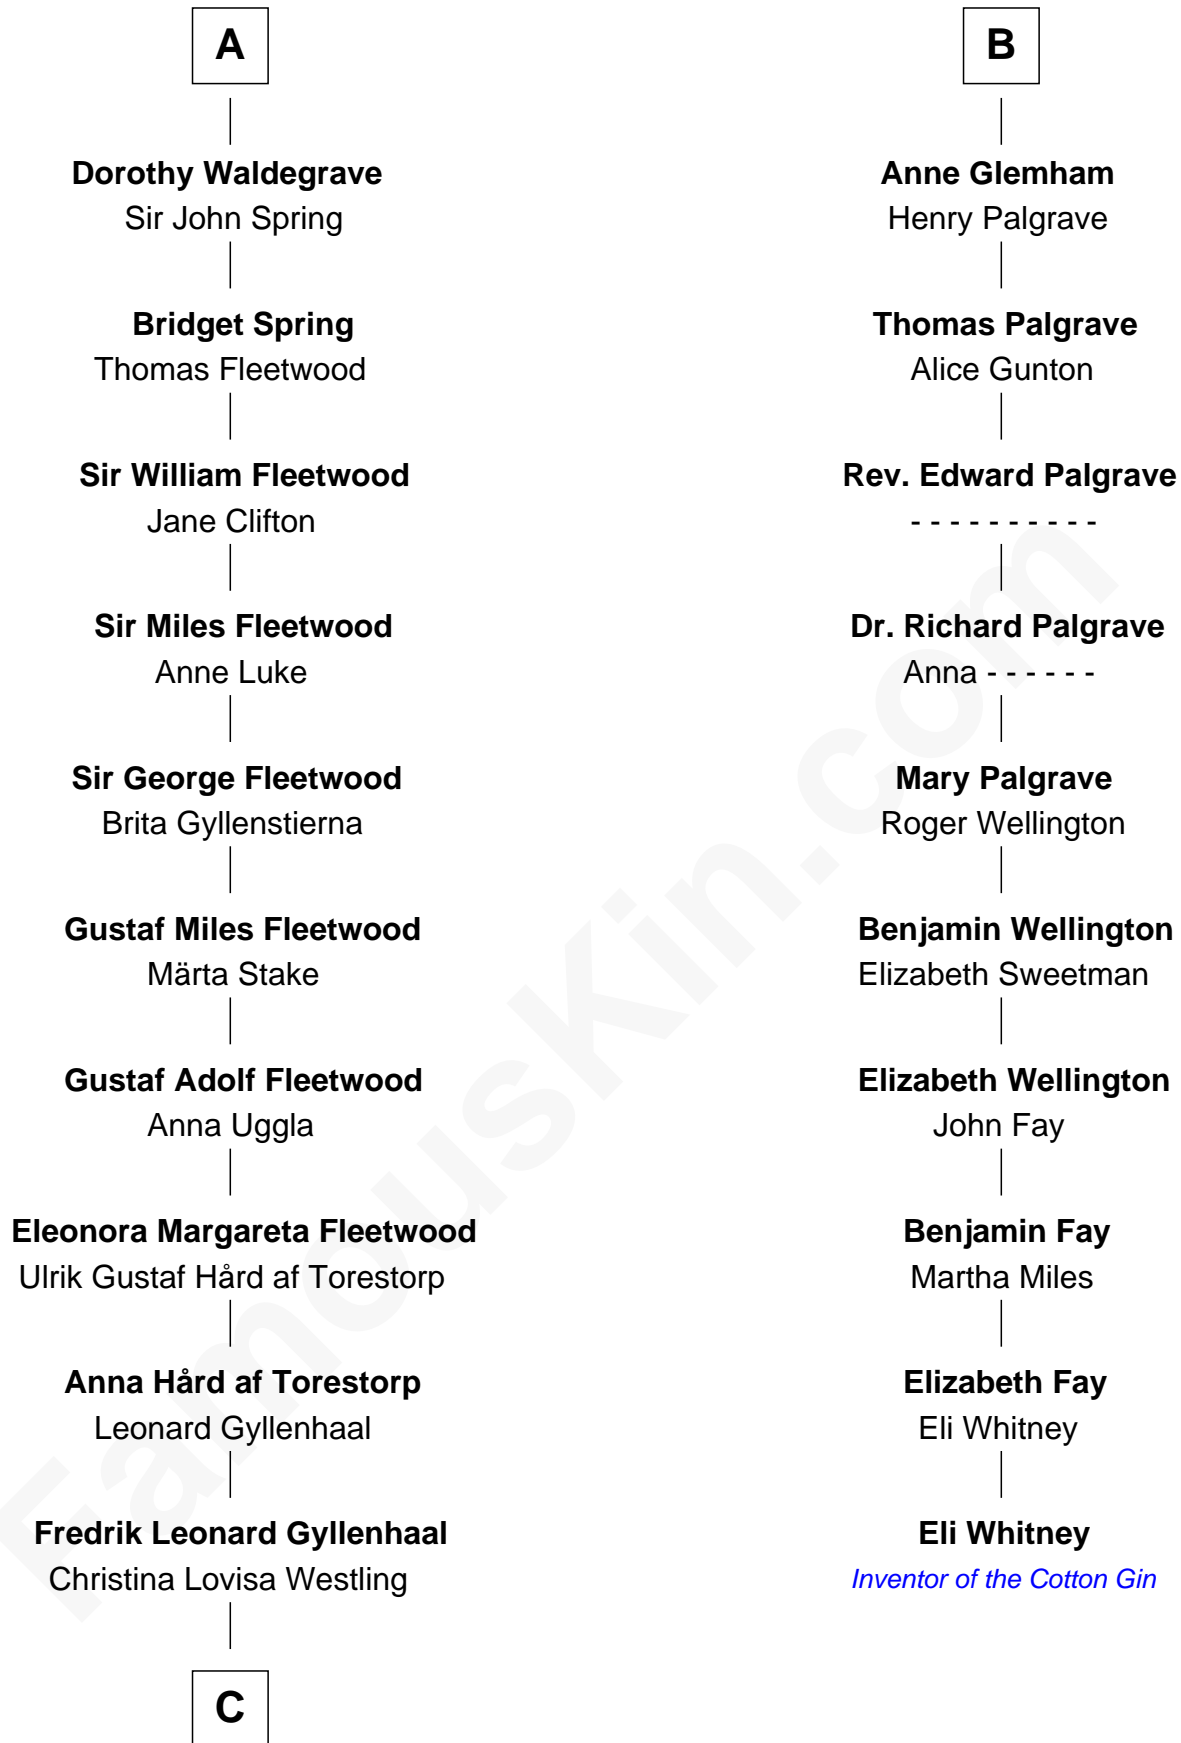 A
Dorothy Waldegrave
Sir John Spring
Bridget Spring
Thomas Fleetwood
Sir William Fleetwood
Jane Clifton
Sir Miles Fleetwood
Anne Luke
Sir George Fleetwood
Brita Gyllenstierna
Gustaf Miles Fleetwood
Märta Stake
Gustaf Adolf Fleetwood
Anna Uggla
Eleonora Margareta Fleetwood
Ulrik Gustaf Hård af Torestorp
Anna Hård af Torestorp
Leonard Gyllenhaal
Fredrik Leonard Gyllenhaal
Christina Lovisa Westling
C
B
Anne Glemham
Henry Palgrave
Thomas Palgrave
Alice Gunton
Rev. Edward Palgrave
- - - - - - - - - -
Dr. Richard Palgrave
Anna - - - - - -
Mary Palgrave
Roger Wellington
Benjamin Wellington
Elizabeth Sweetman
Elizabeth Wellington
John Fay
Benjamin Fay
Martha Miles
Elizabeth Fay
Eli Whitney
Eli Whitney
Inventor of the Cotton Gin
FamousKin.com